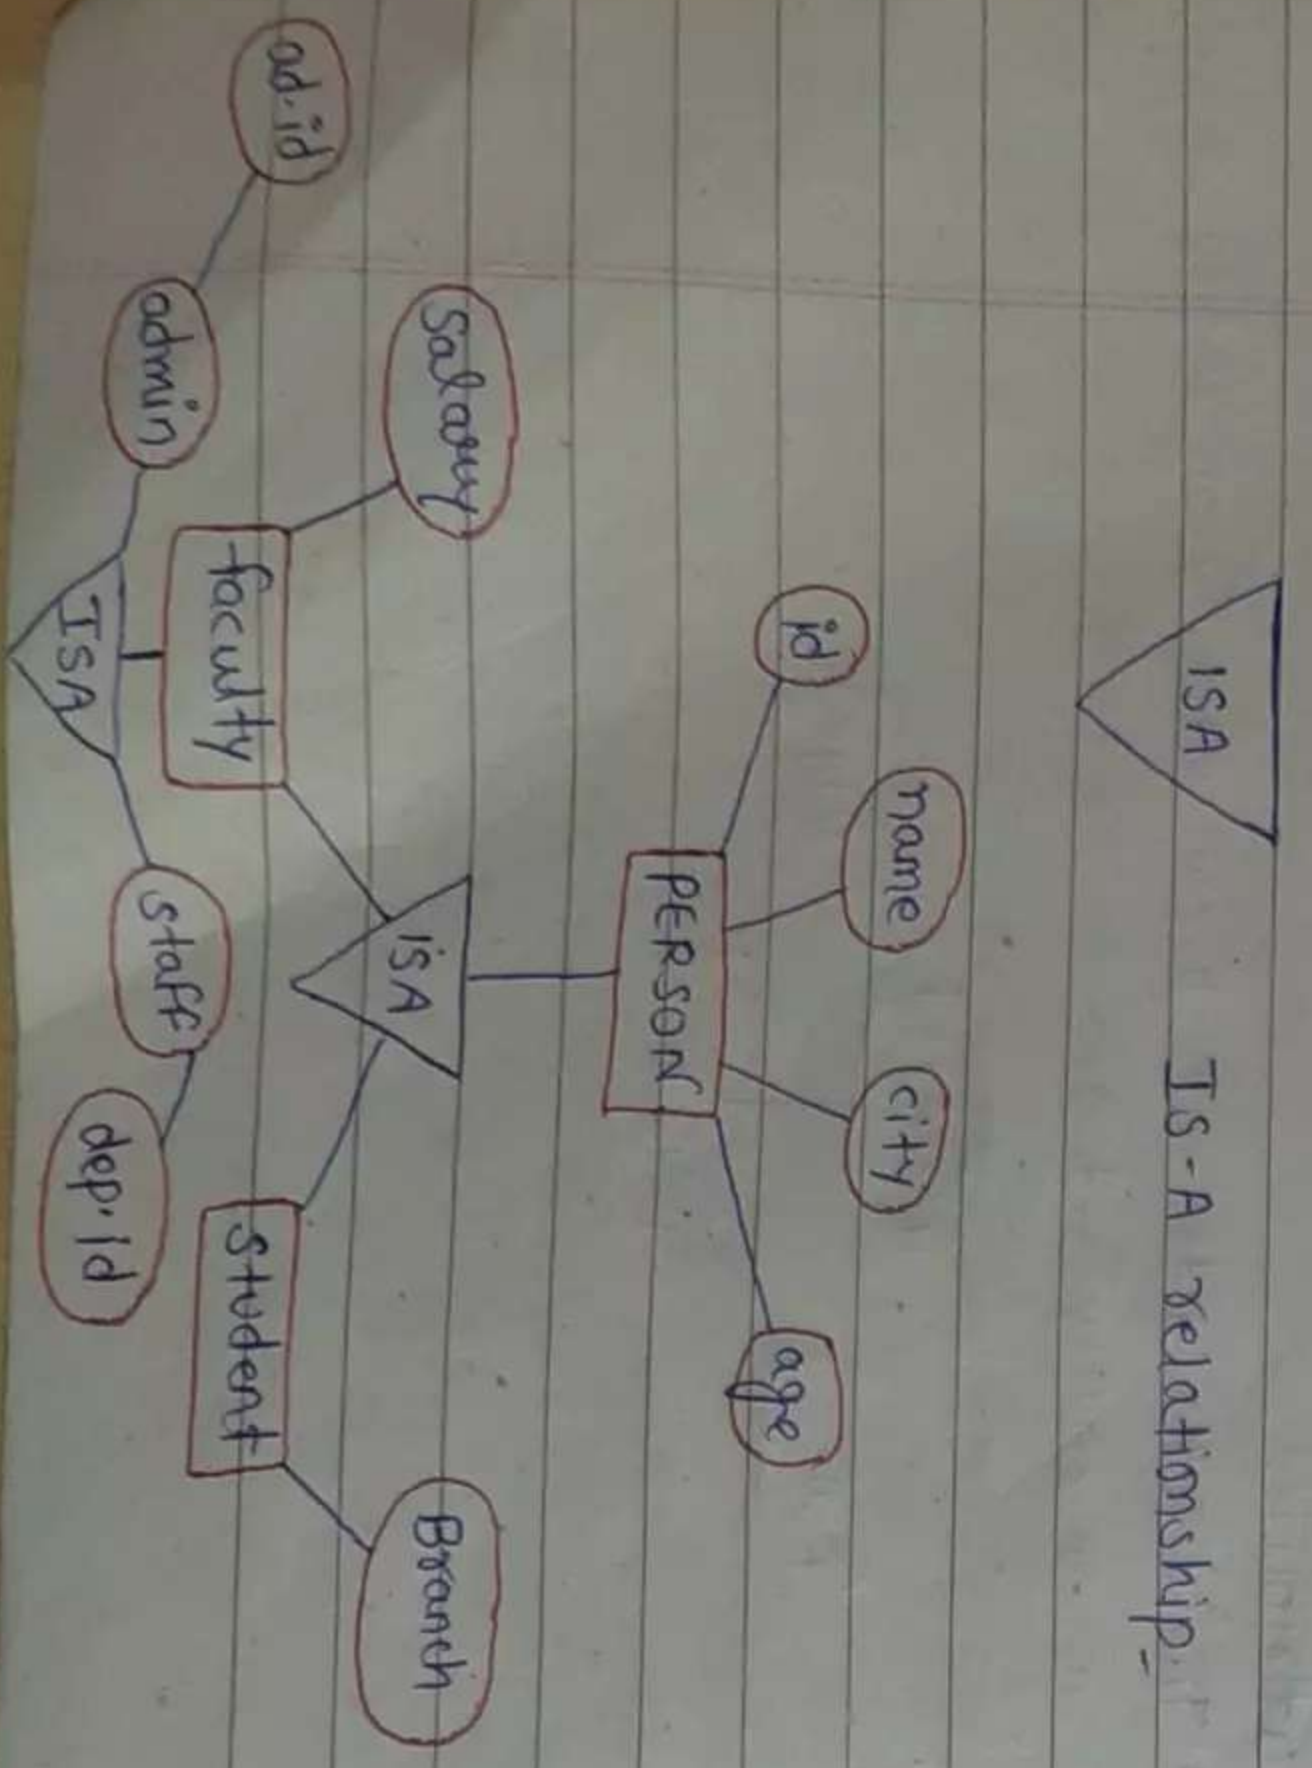 ISA IS-A relationship.
name city
id age
PERSON
Salary isA Branch
ad.id faculty student
admin staff
ISA dep.id